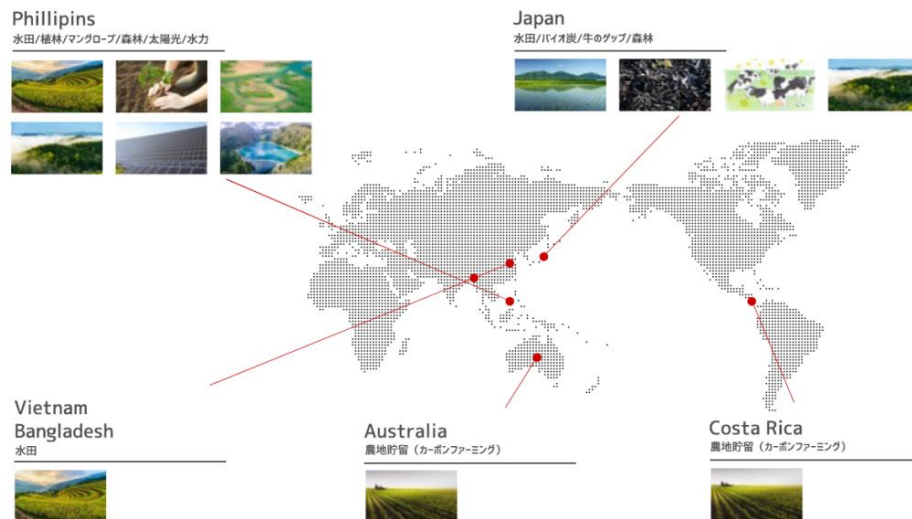 Phillipins
水田/植林/マングローブ/森林/太陽光/水力
Japan
水田/バイオ炭/牛のゲップ/森林
Vietnam
Bangladesh
水田
Australia
農地貯留（カーボンファーミング）
Costa Rica
農地貯留（カーボンファーミング）